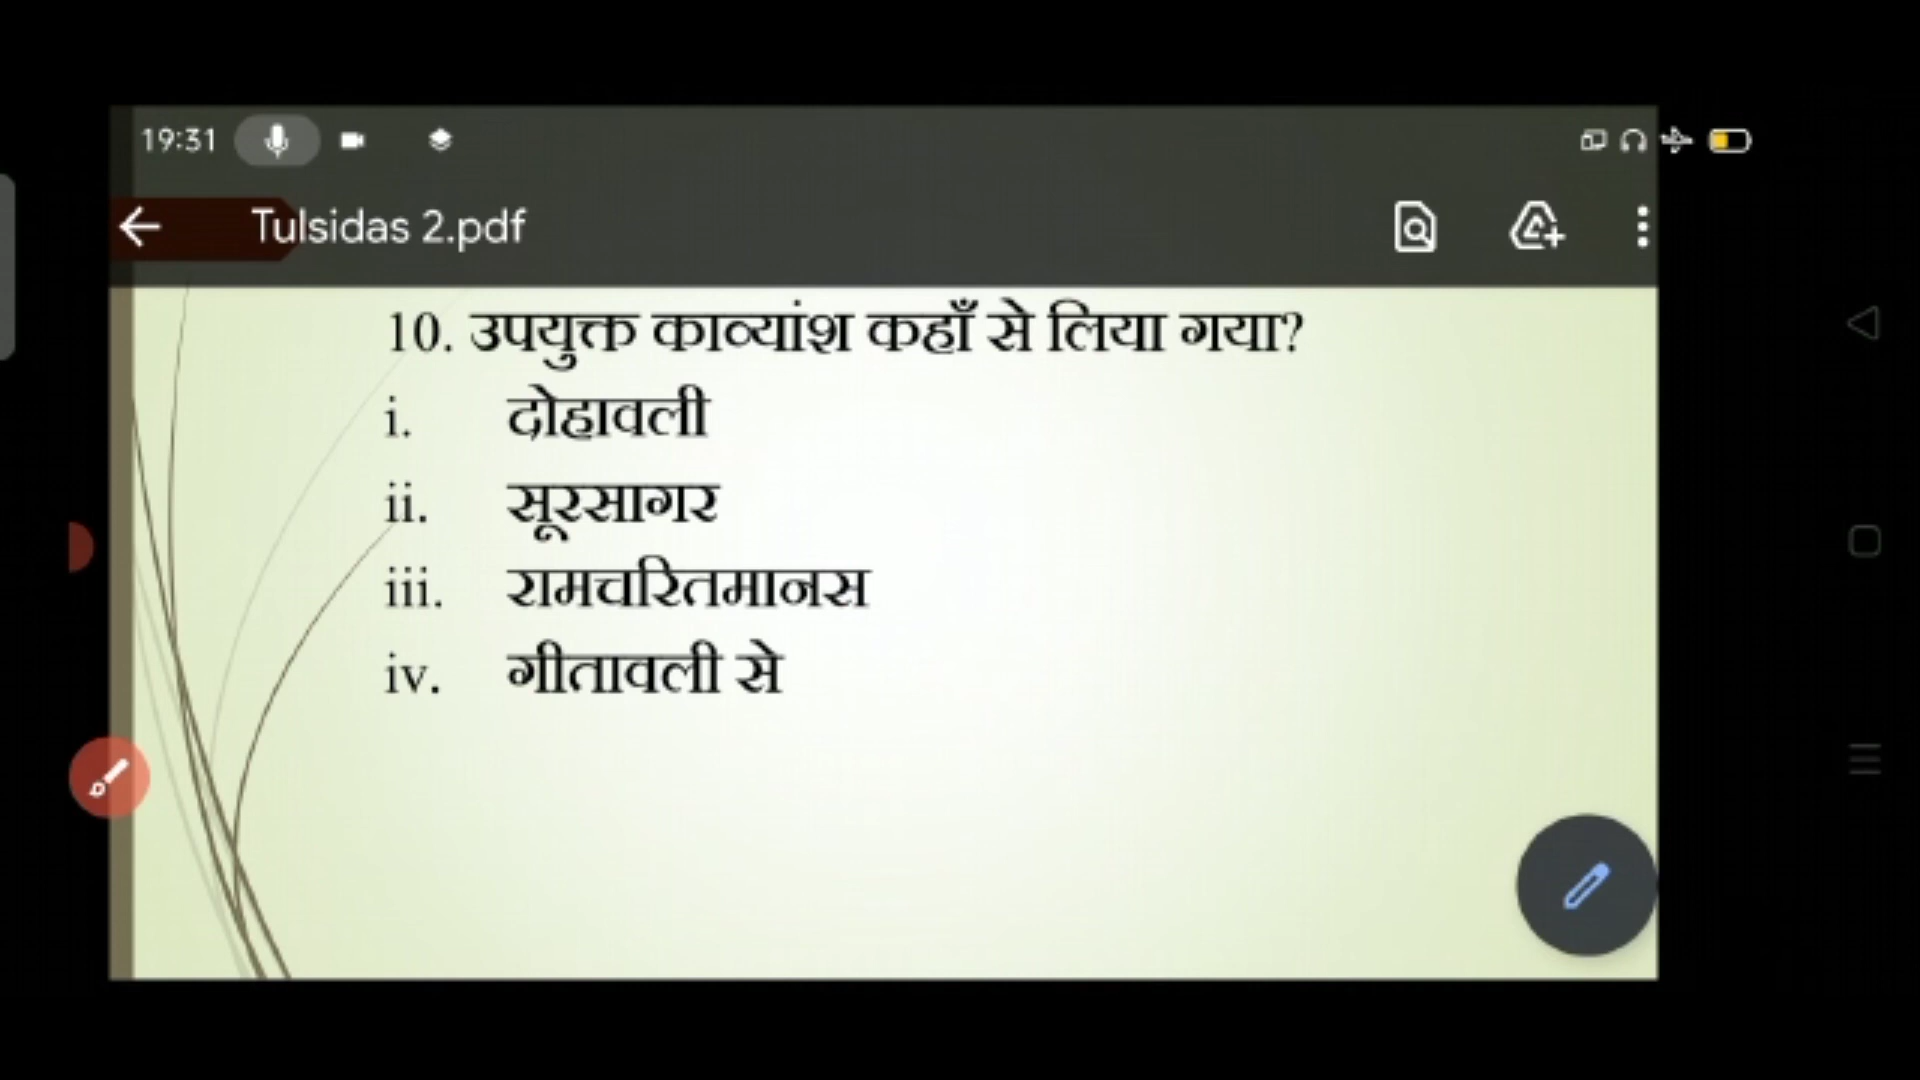 19:31
Tulsidas 2.pdf
10. उपयुक्त काव्यांश कहाँ से लिया गया?
i. दोहावली
ii. सूरसागर
iii. रामचरितमानस
iv. गीतावली से